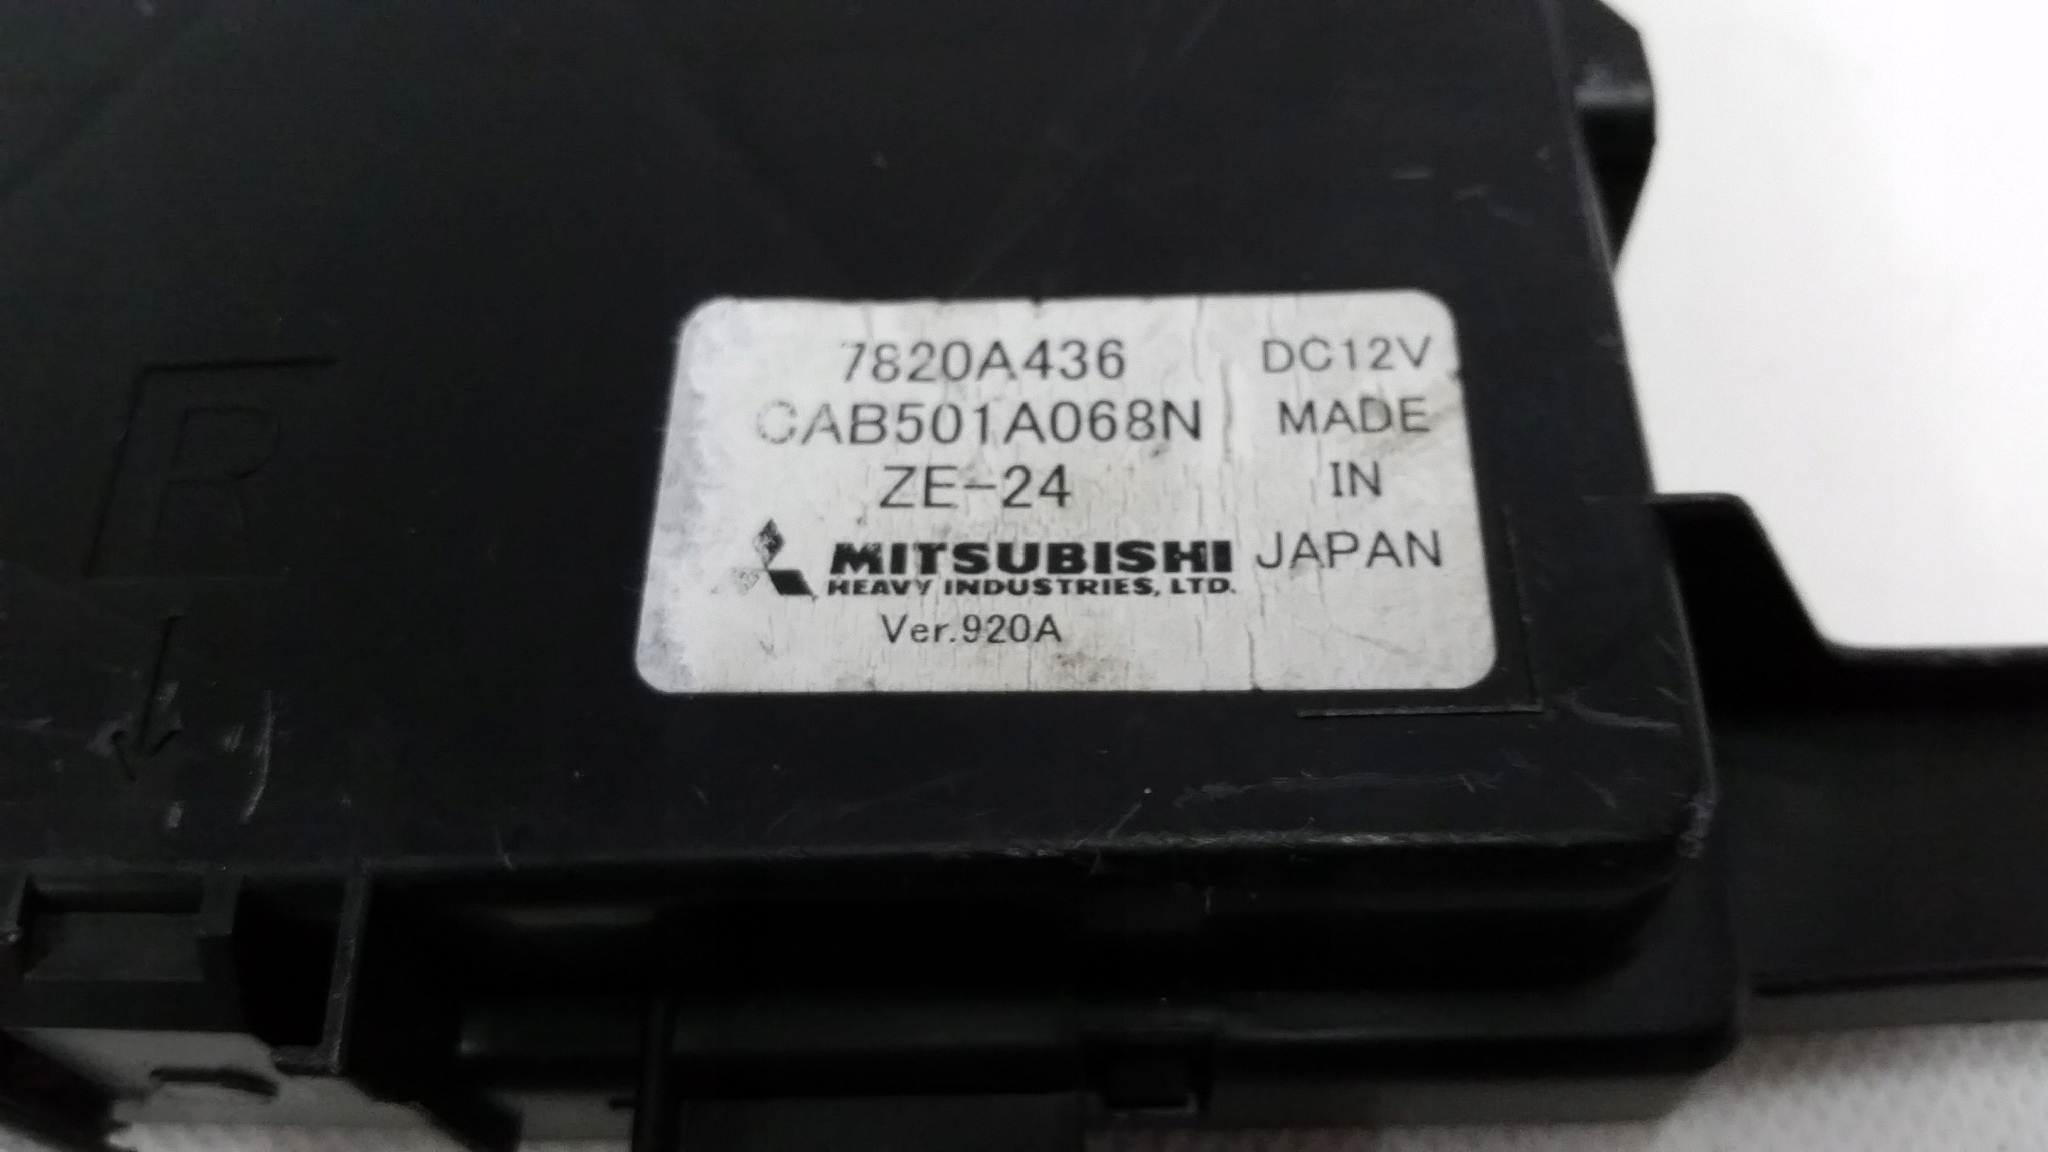 7820A436
CAB501A068N
ZE-24
MITSUBISHI
HEAVY INDUSTRIES, LTD.
Ver.920A
DC12V
MADE
IN
JAPAN
R